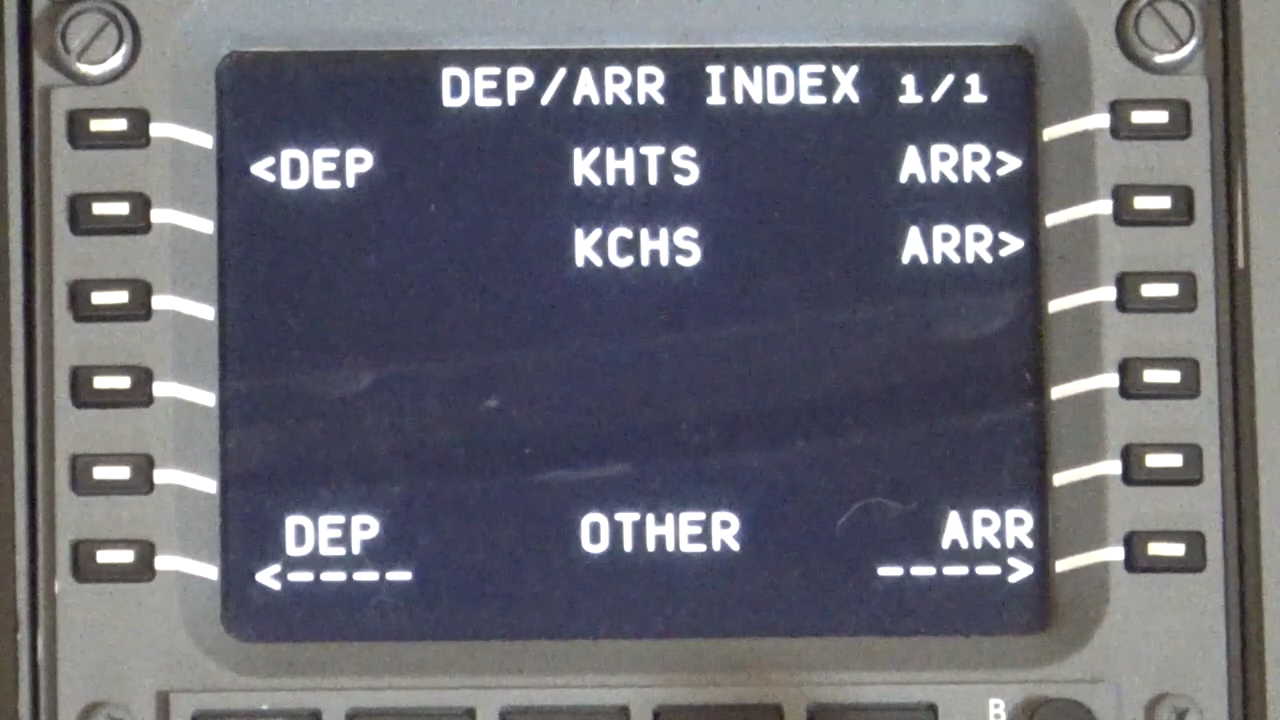 DEP/ARR INDEX 1/1
<DEP KHTS ARR>
KCHS ARR>
DEP OTHER ARR
<---- ---->
B